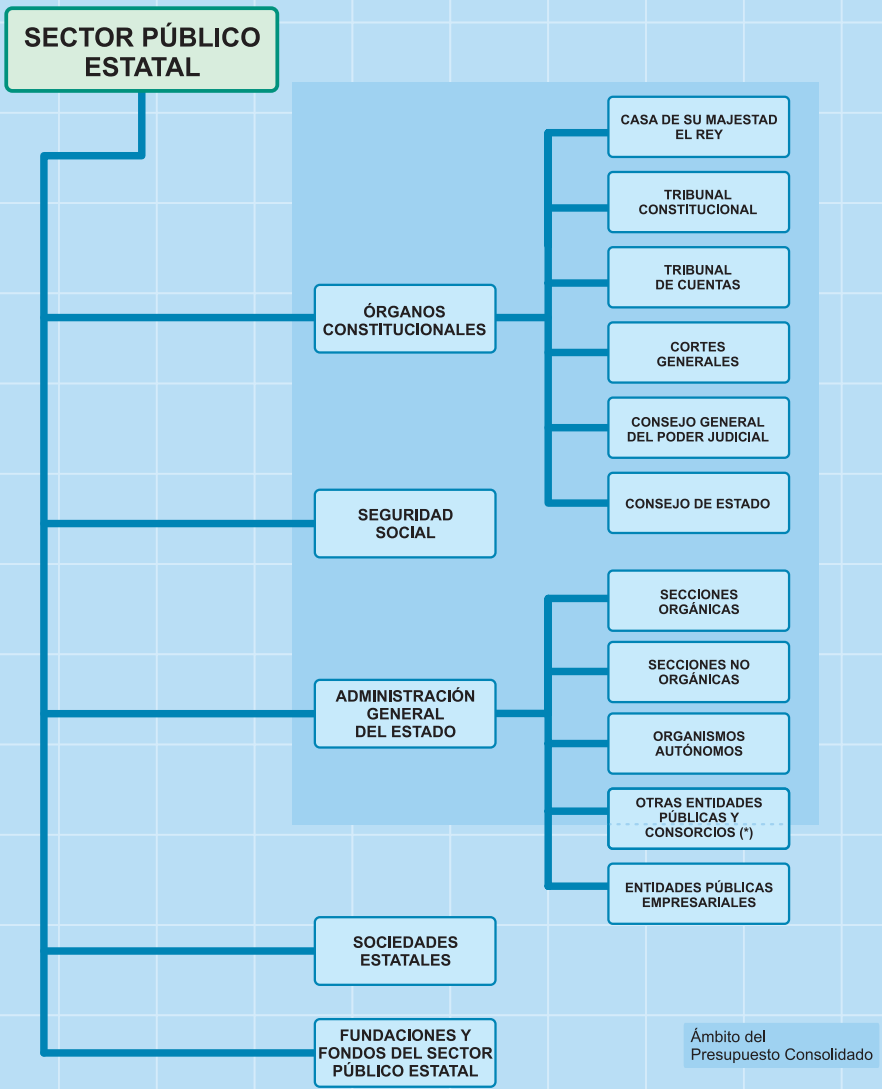 SECTOR PÚBLICO
ESTATAL
CASA DE SU MAJESTAD
EL REY
TRIBUNAL
CONSTITUCIONAL
TRIBUNAL
DE CUENTAS
ÓRGANOS
CONSTITUCIONALES
CORTES
GENERALES
CONSEJO GENERAL
DEL PODER JUDICIAL
CONSEJO DE ESTADO
SEGURIDAD
SOCIAL
SECCIONES
ORGÁNICAS
SECCIONES NO
ORGÁNICAS
ADMINISTRACIÓN
GENERAL
DEL ESTADO
ORGANISMOS
AUTÓNOMOS
OTRAS ENTIDADES
PÚBLICAS Y
CONSORCIOS (*)
ENTIDADES PÚBLICAS
EMPRESARIALES
SOCIEDADES
ESTATALES
FUNDACIONES Y
FONDOS DEL SECTOR
PÚBLICO ESTATAL
Ámbito del
Presupuesto Consolidado